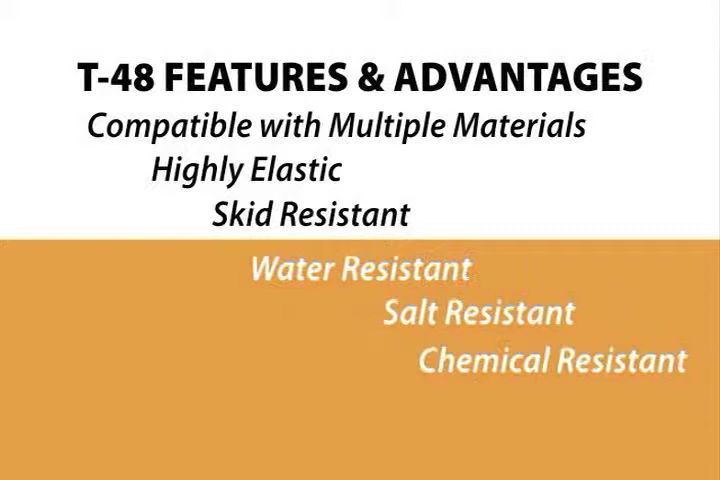 T-48 FEATURES & ADVANTAGES
Compatible with Multiple Materials
Highly Elastic
Skid Resistant
Water Resistant
Salt Resistant
Chemical Resistant